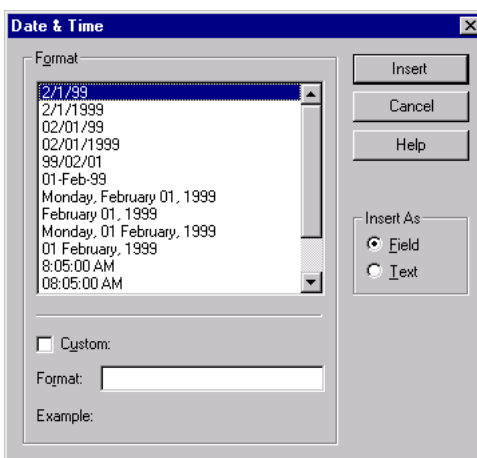 Date & Time
Format
2/1/99
2/1/1999
02/01/99
02/01/1999
99/02/01
01-Feb-99
Monday, February 01, 1999
February 01, 1999
Monday, 01 February, 1999
01 February, 1999
8:05:00 AM
08:05:00 AM
Custom:
Format:
Example:
Insert
Cancel
Help
Insert As
Field
Text